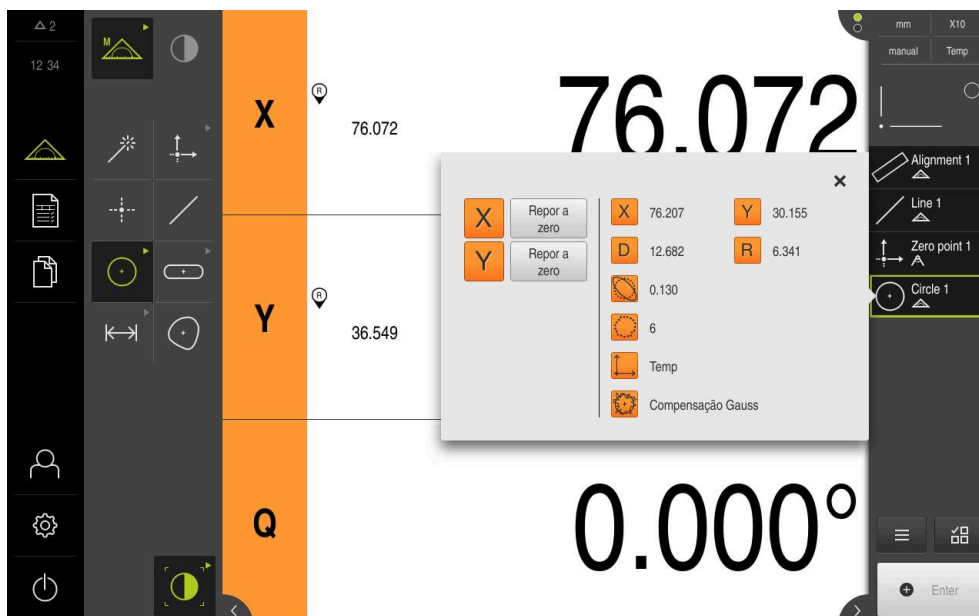 2
12 34
M
X
R
76.072
76.072
Y
R
36.549
Q
0.000°
X
Repor a
zero
Y
Repor a
zero
X 76.207 Y 30.155
D 12.682 R 6.341
0.130
6
Temp
Compensação Gauss
mm X10
manual Temp
Alignment 1
Line 1
Zero point 1
Circle 1
Enter